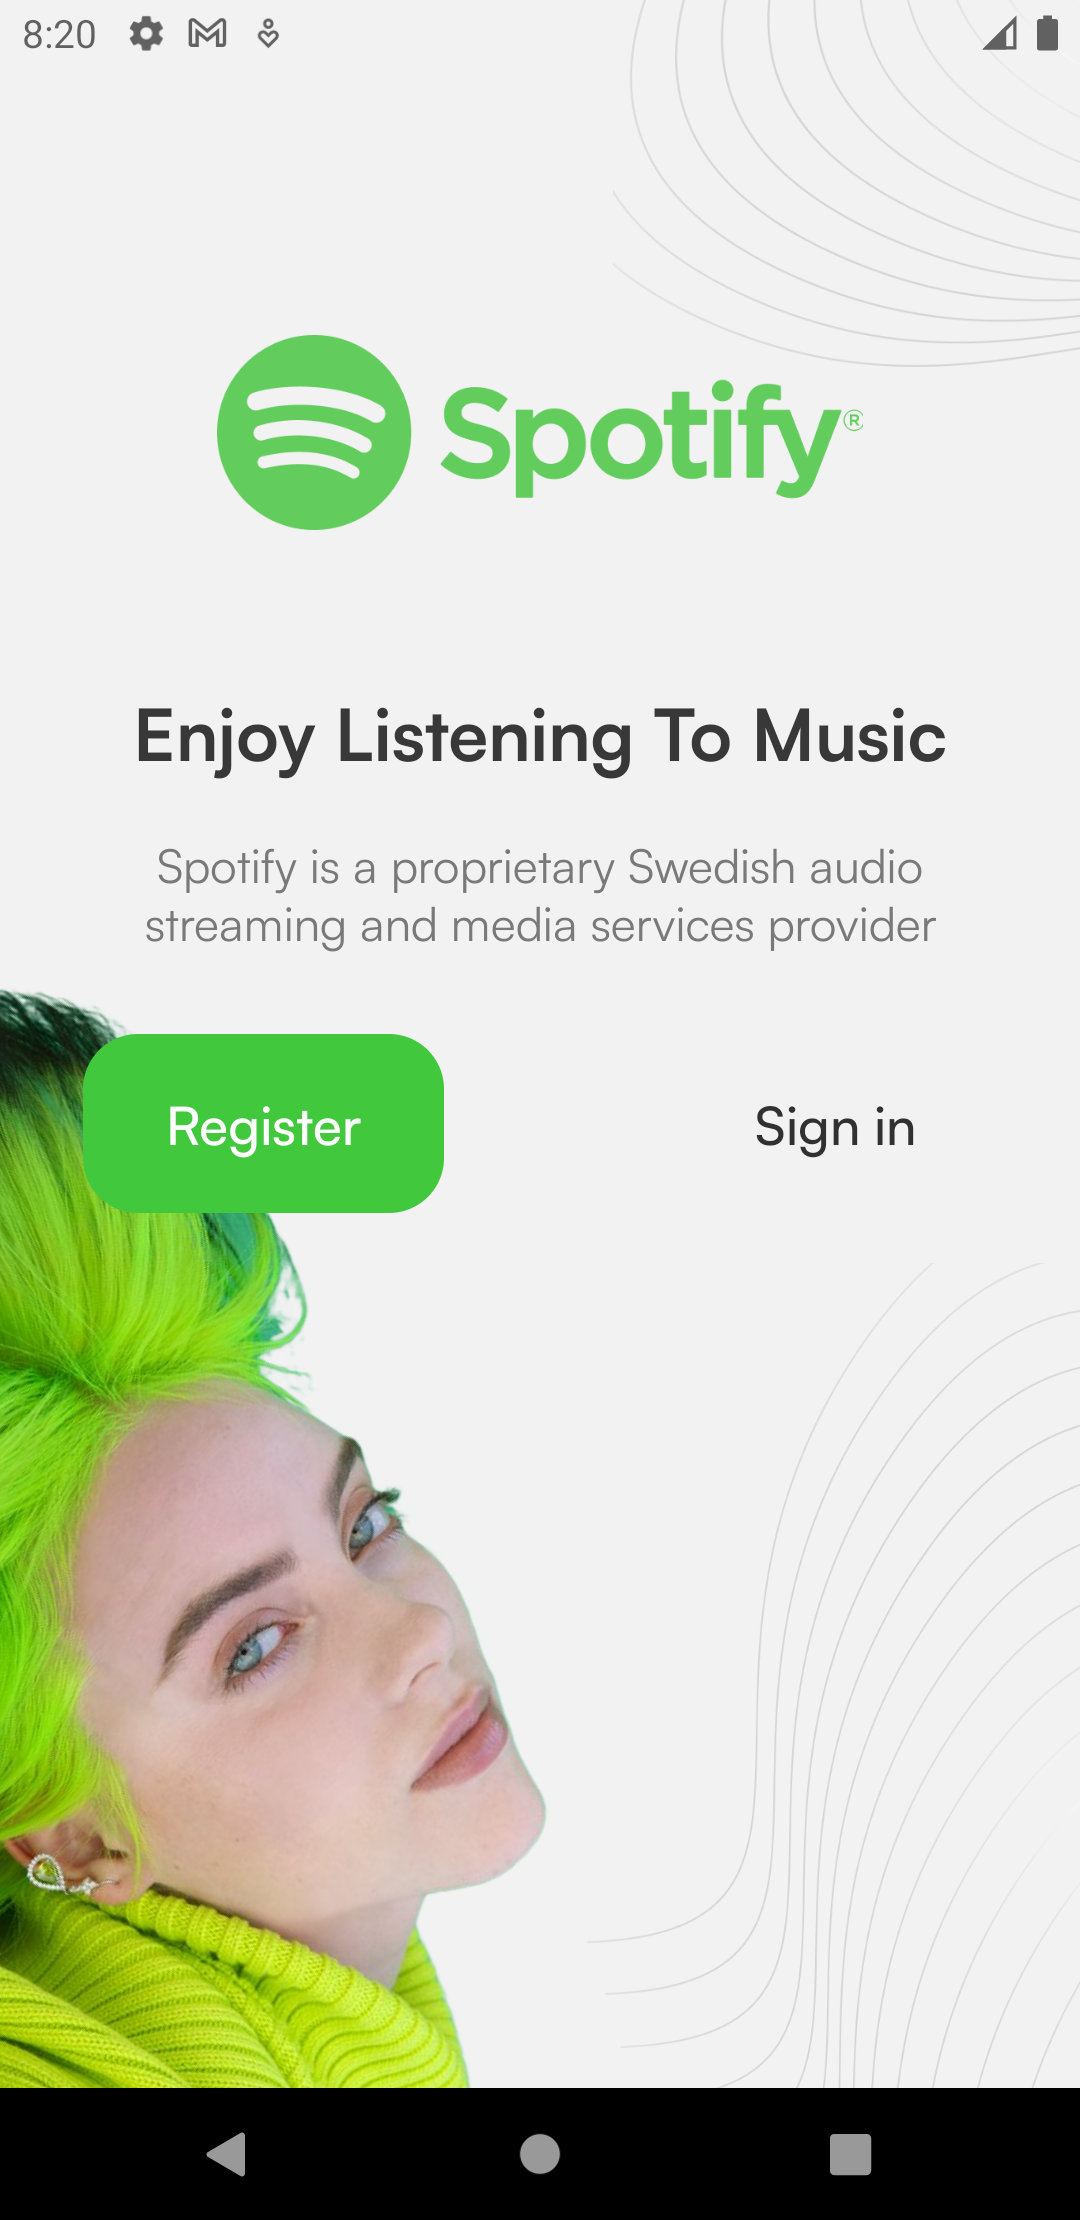 8:20
Spotify®
Enjoy Listening To Music
Spotify is a proprietary Swedish audio
streaming and media services provider
Register
Sign in